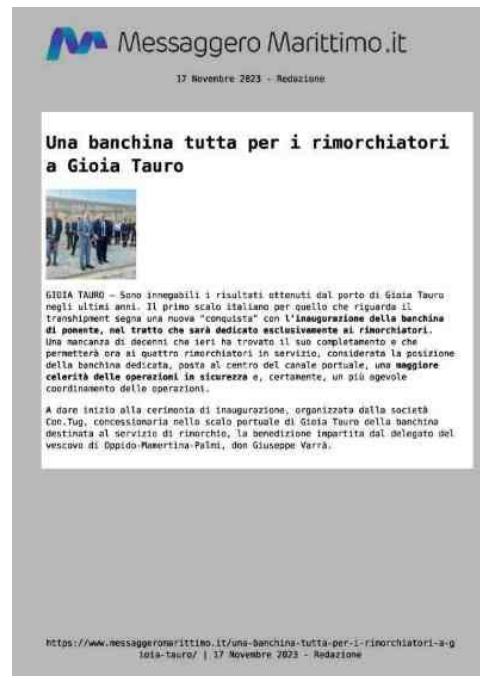 Messaggero Marittimo.it
17 Novembre 2023 - Redazione
Una banchina tutta per i rimorchiatori
a Gioia Tauro
GIOIA TAURO – Sono innegabili i risultati ottenuti dal porto di Gioia Tauro
negli ultimi anni. Il primo scalo italiano per quello che riguarda il
transhipment segna una nuova "conquista" con l'inaugurazione della banchina
di ponente, nel tratto che sarà dedicato esclusivamente ai rimorchiatori.
Una mancanza di decenni che ieri ha trovato il suo completamento e che
permetterà ora ai quattro rimorchiatori in servizio, considerata la posizione
della banchina dedicata, posta al centro del canale portuale, una maggiore
celerità delle operazioni in sicurezza e, certamente, un più agevole
coordinamento delle operazioni.
A dare inizio alla cerimonia di inaugurazione, organizzata dalla società
Con.Tug, concessionaria nello scalo portuale di Gioia Tauro della banchina
destinata al servizio di rimorchio, la benedizione impartita dal delegato del
vescovo di Oppido-Mamertina-Palmi, don Giuseppe Varrà.
https://www.messaggeromarittimo.it/una-banchina-tutta-per-i-rimorchiatori-a-g
ioia-tauro/ | 17 Novembre 2023 - Redazione